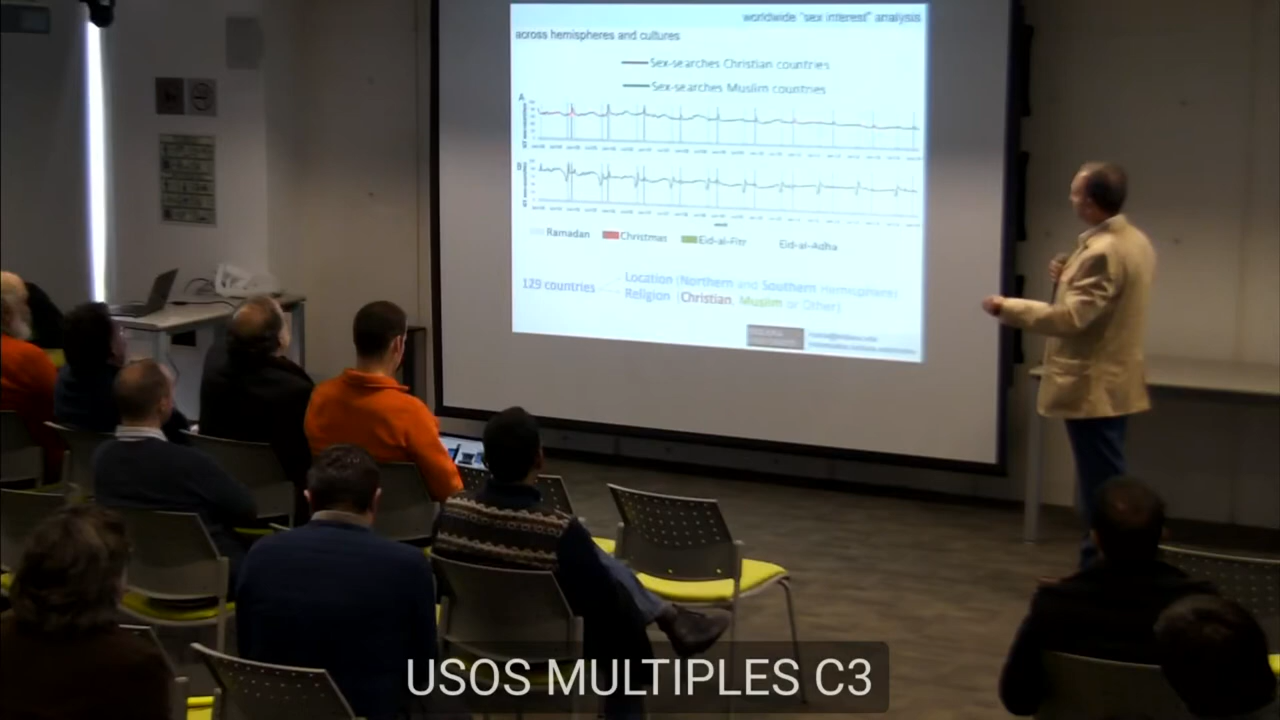 worldwide "sex interest" analysis
across hemispheres and cultures
Sex-searches Christian countries
Sex-searches Muslim countries
A
B
Ramadan
Christmas
Eid-al-Fitr
Eid-al-Adha
129 countries
Location (Northern and Southern Hemisphere)
Religion (Christian, Muslim or Other)
USOS MULTIPLES C3